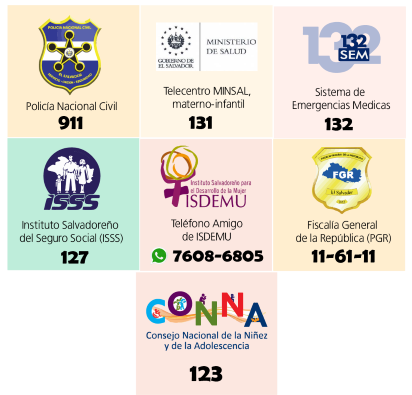 POLICÍA NACIONAL CIVIL
EL SALVADOR
Policía Nacional Civil
911
GOBIERNO DE
EL SALVADOR
MINISTERIO
DE SALUD
Telecentro MINSAL,
materno-infantil
131
132
132
SEM
Sistema de
Emergencias Medicas
132
ISSS
Instituto Salvadoreño
del Seguro Social (ISSS)
127
Instituto Salvadoreño para
el Desarrollo de la Mujer
ISDEMU
Teléfono Amigo
de ISDEMU
7608-6805
FGR
El Salvador
Fiscalía General
de la República (PGR)
11-61-11
CONNA
Consejo Nacional de la Niñez
y de la Adolescencia
123